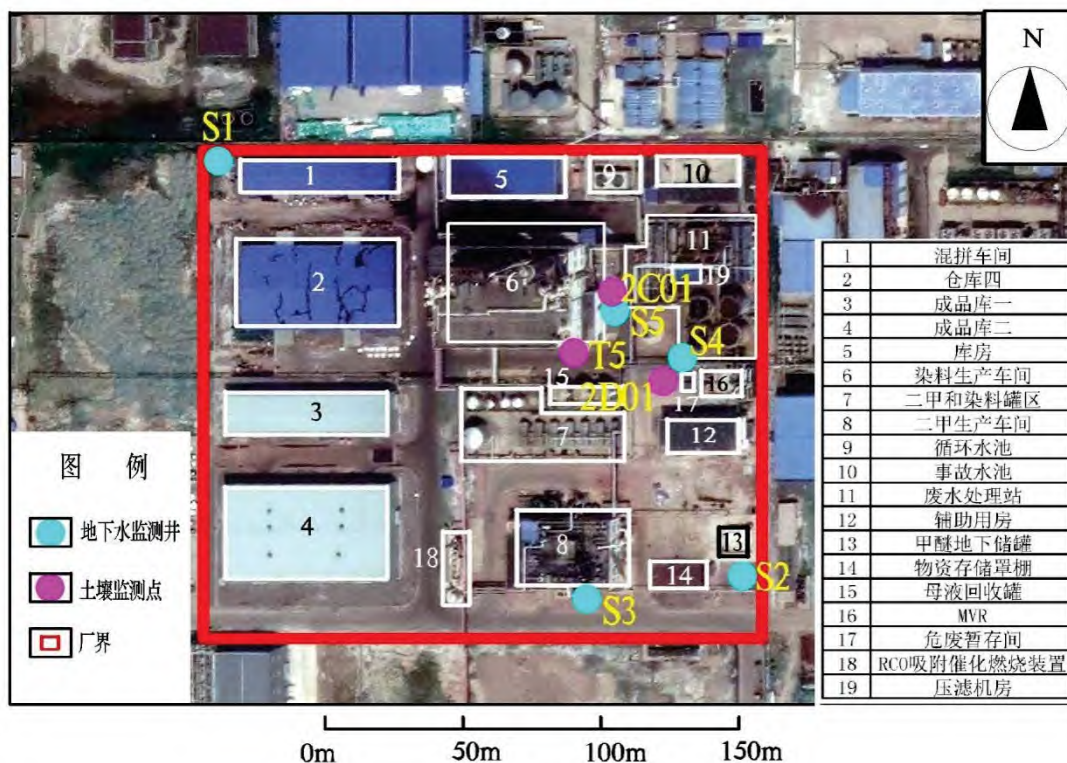 N
S1
1
5
9
10
11
2
6
19
2C01
S5
S4
T5
15
2D01
17
16
3
7
12
4
8
13
18
14
S2
S3
图 例
地下水监测井
土壤监测点
厂界
1 混拼车间
2 仓库四
3 成品库一
4 成品库二
5 库房
6 染料生产车间
7 二甲和染料罐区
8 二甲生产车间
9 循环水池
10 事故水池
11 废水处理站
12 辅助用房
13 甲醚地下储罐
14 物资存储罩棚
15 母液回收罐
16 MVR
17 危废暂存间
18 RCO吸附催化燃烧装置
19 压滤机房
0m 50m 100m 150m